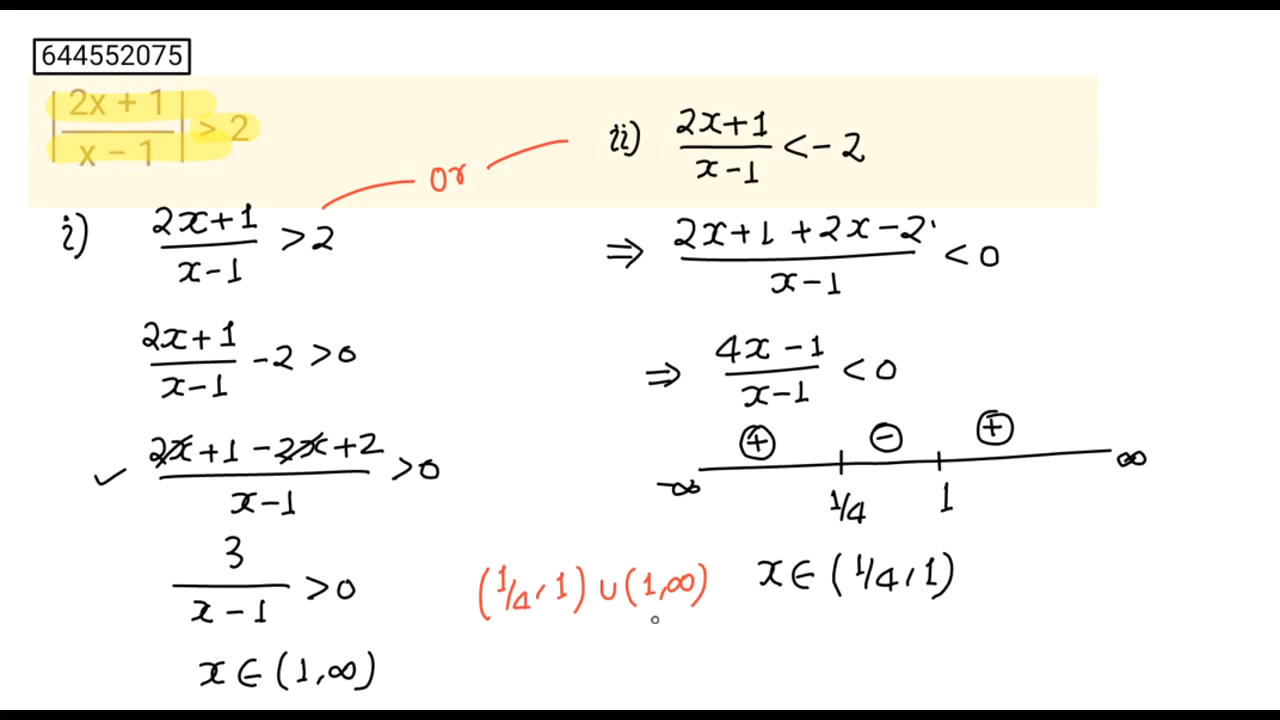 644552075
|(2x + 1)/(x − 1)| > 2
or
i) (2x+1)/(x-1) > 2
(2x+1)/(x-1) - 2 > 0
✓ (2x+1-2x+2)/(x-1) > 0
3/(x-1) > 0
x ∈ (1, ∞)
ii) (2x+1)/(x-1) < -2
⇒ (2x+1+2x-2)/(x-1) < 0
⇒ (4x-1)/(x-1) < 0
+ − +
-∞ 1/4 1 ∞
x ∈ (1/4, 1)
(1/4, 1) ∪ (1, ∞)